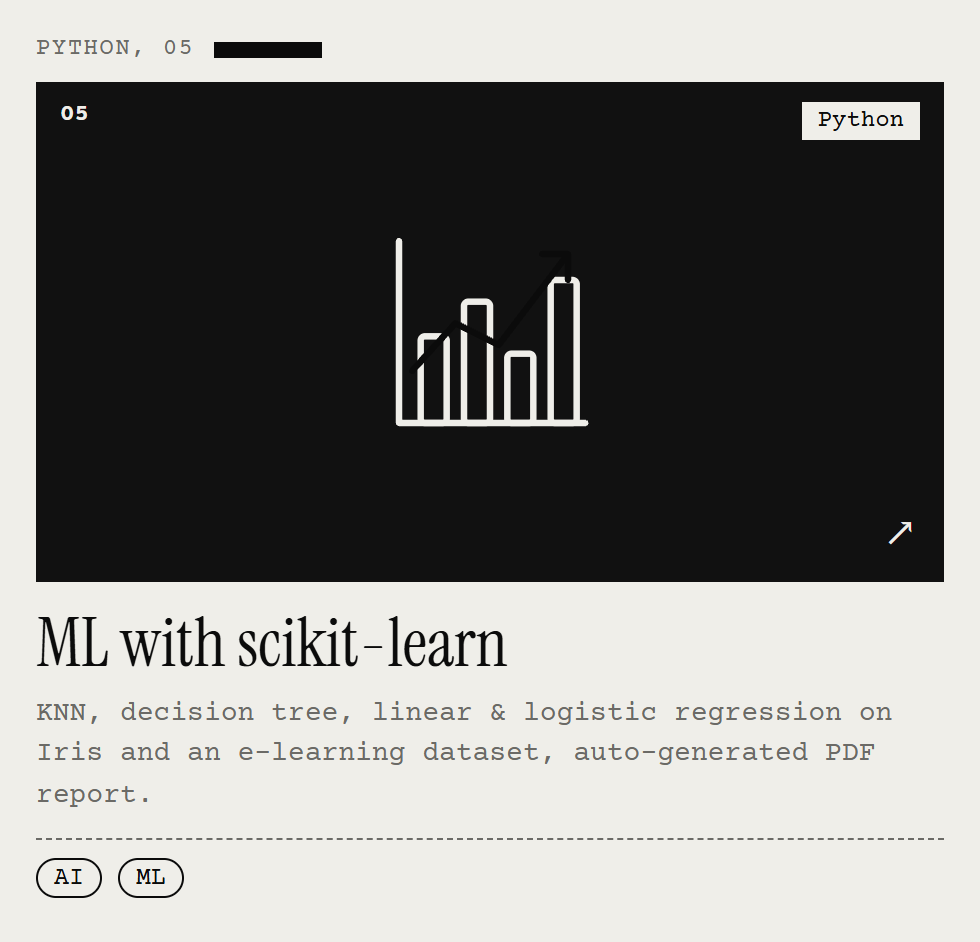 PYTHON, 05
05
Python
↗
ML with scikit-learn
KNN, decision tree, linear & logistic regression on
Iris and an e-learning dataset, auto-generated PDF
report.
AI
ML